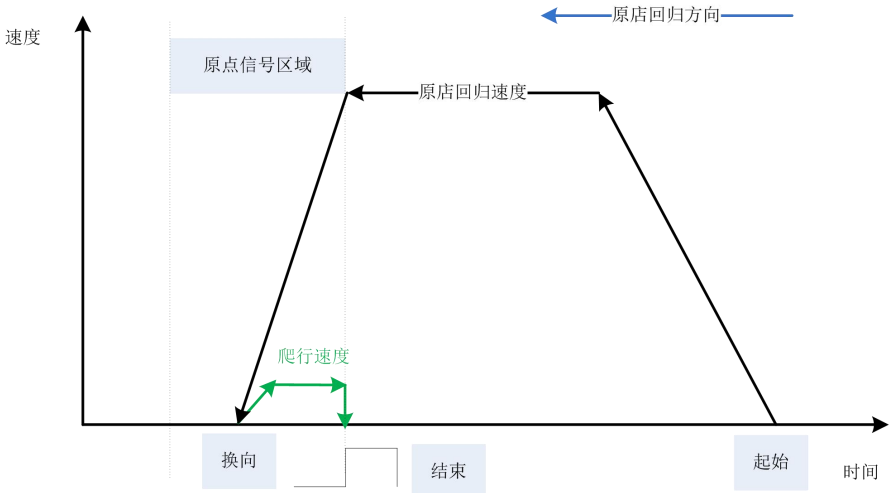 原店回归方向
速度
原点信号区域
原店回归速度
爬行速度
换向
结束
起始
时间